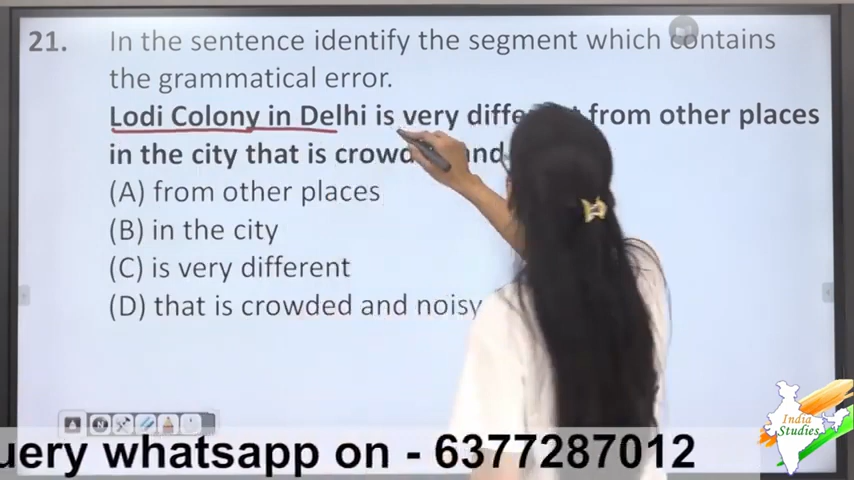 21. In the sentence identify the segment which contains
the grammatical error.
Lodi Colony in Delhi is very from other places
in the city that is and
(A) from other places
(B) in the city
(C) is very different
(D) that is crowded and noisy
whatsapp on - 6377287012
India
Studies